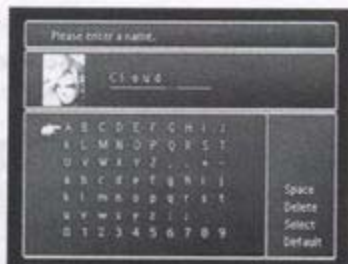 Please enter a name.
Cloud
A B C D E F G H I J
K L M N O P Q R S T
U V W X Y Z . , + -
a b c d e f g h i j
k l m n o p q r s t
u v w x y z : ;
0 1 2 3 4 5 6 7 8 9
Space
Delete
Select
Default